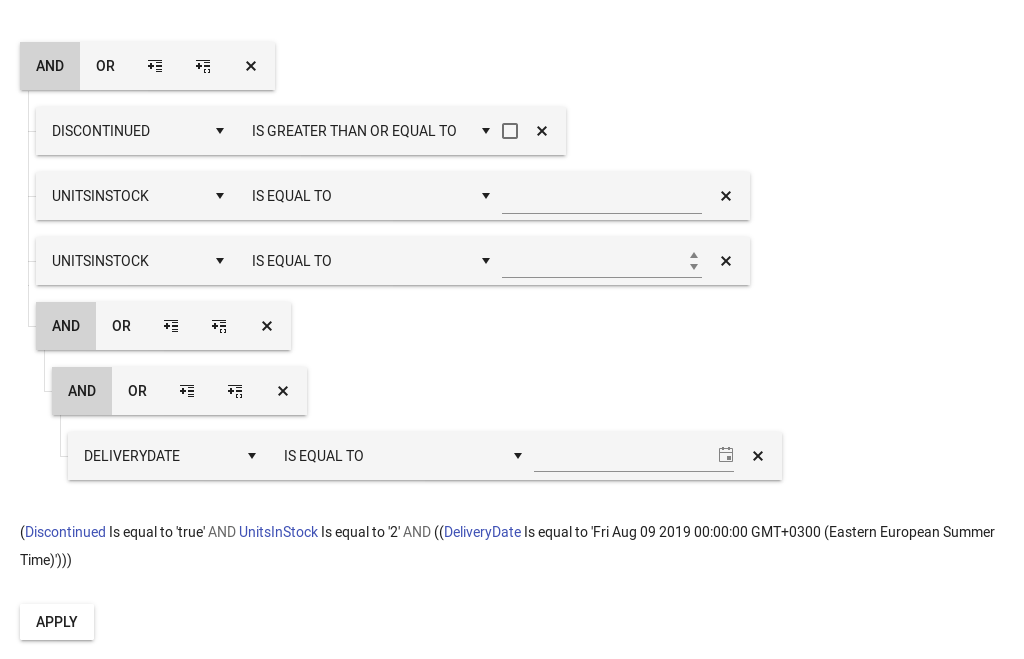 AND OR
DISCONTINUED IS GREATER THAN OR EQUAL TO
UNITSINSTOCK IS EQUAL TO
UNITSINSTOCK IS EQUAL TO
AND OR
AND OR
DELIVERYDATE IS EQUAL TO
(Discontinued Is equal to 'true' AND UnitsInStock Is equal to '2' AND ((DeliveryDate Is equal to 'Fri Aug 09 2019 00:00:00 GMT+0300 (Eastern European Summer
Time)')))
APPLY